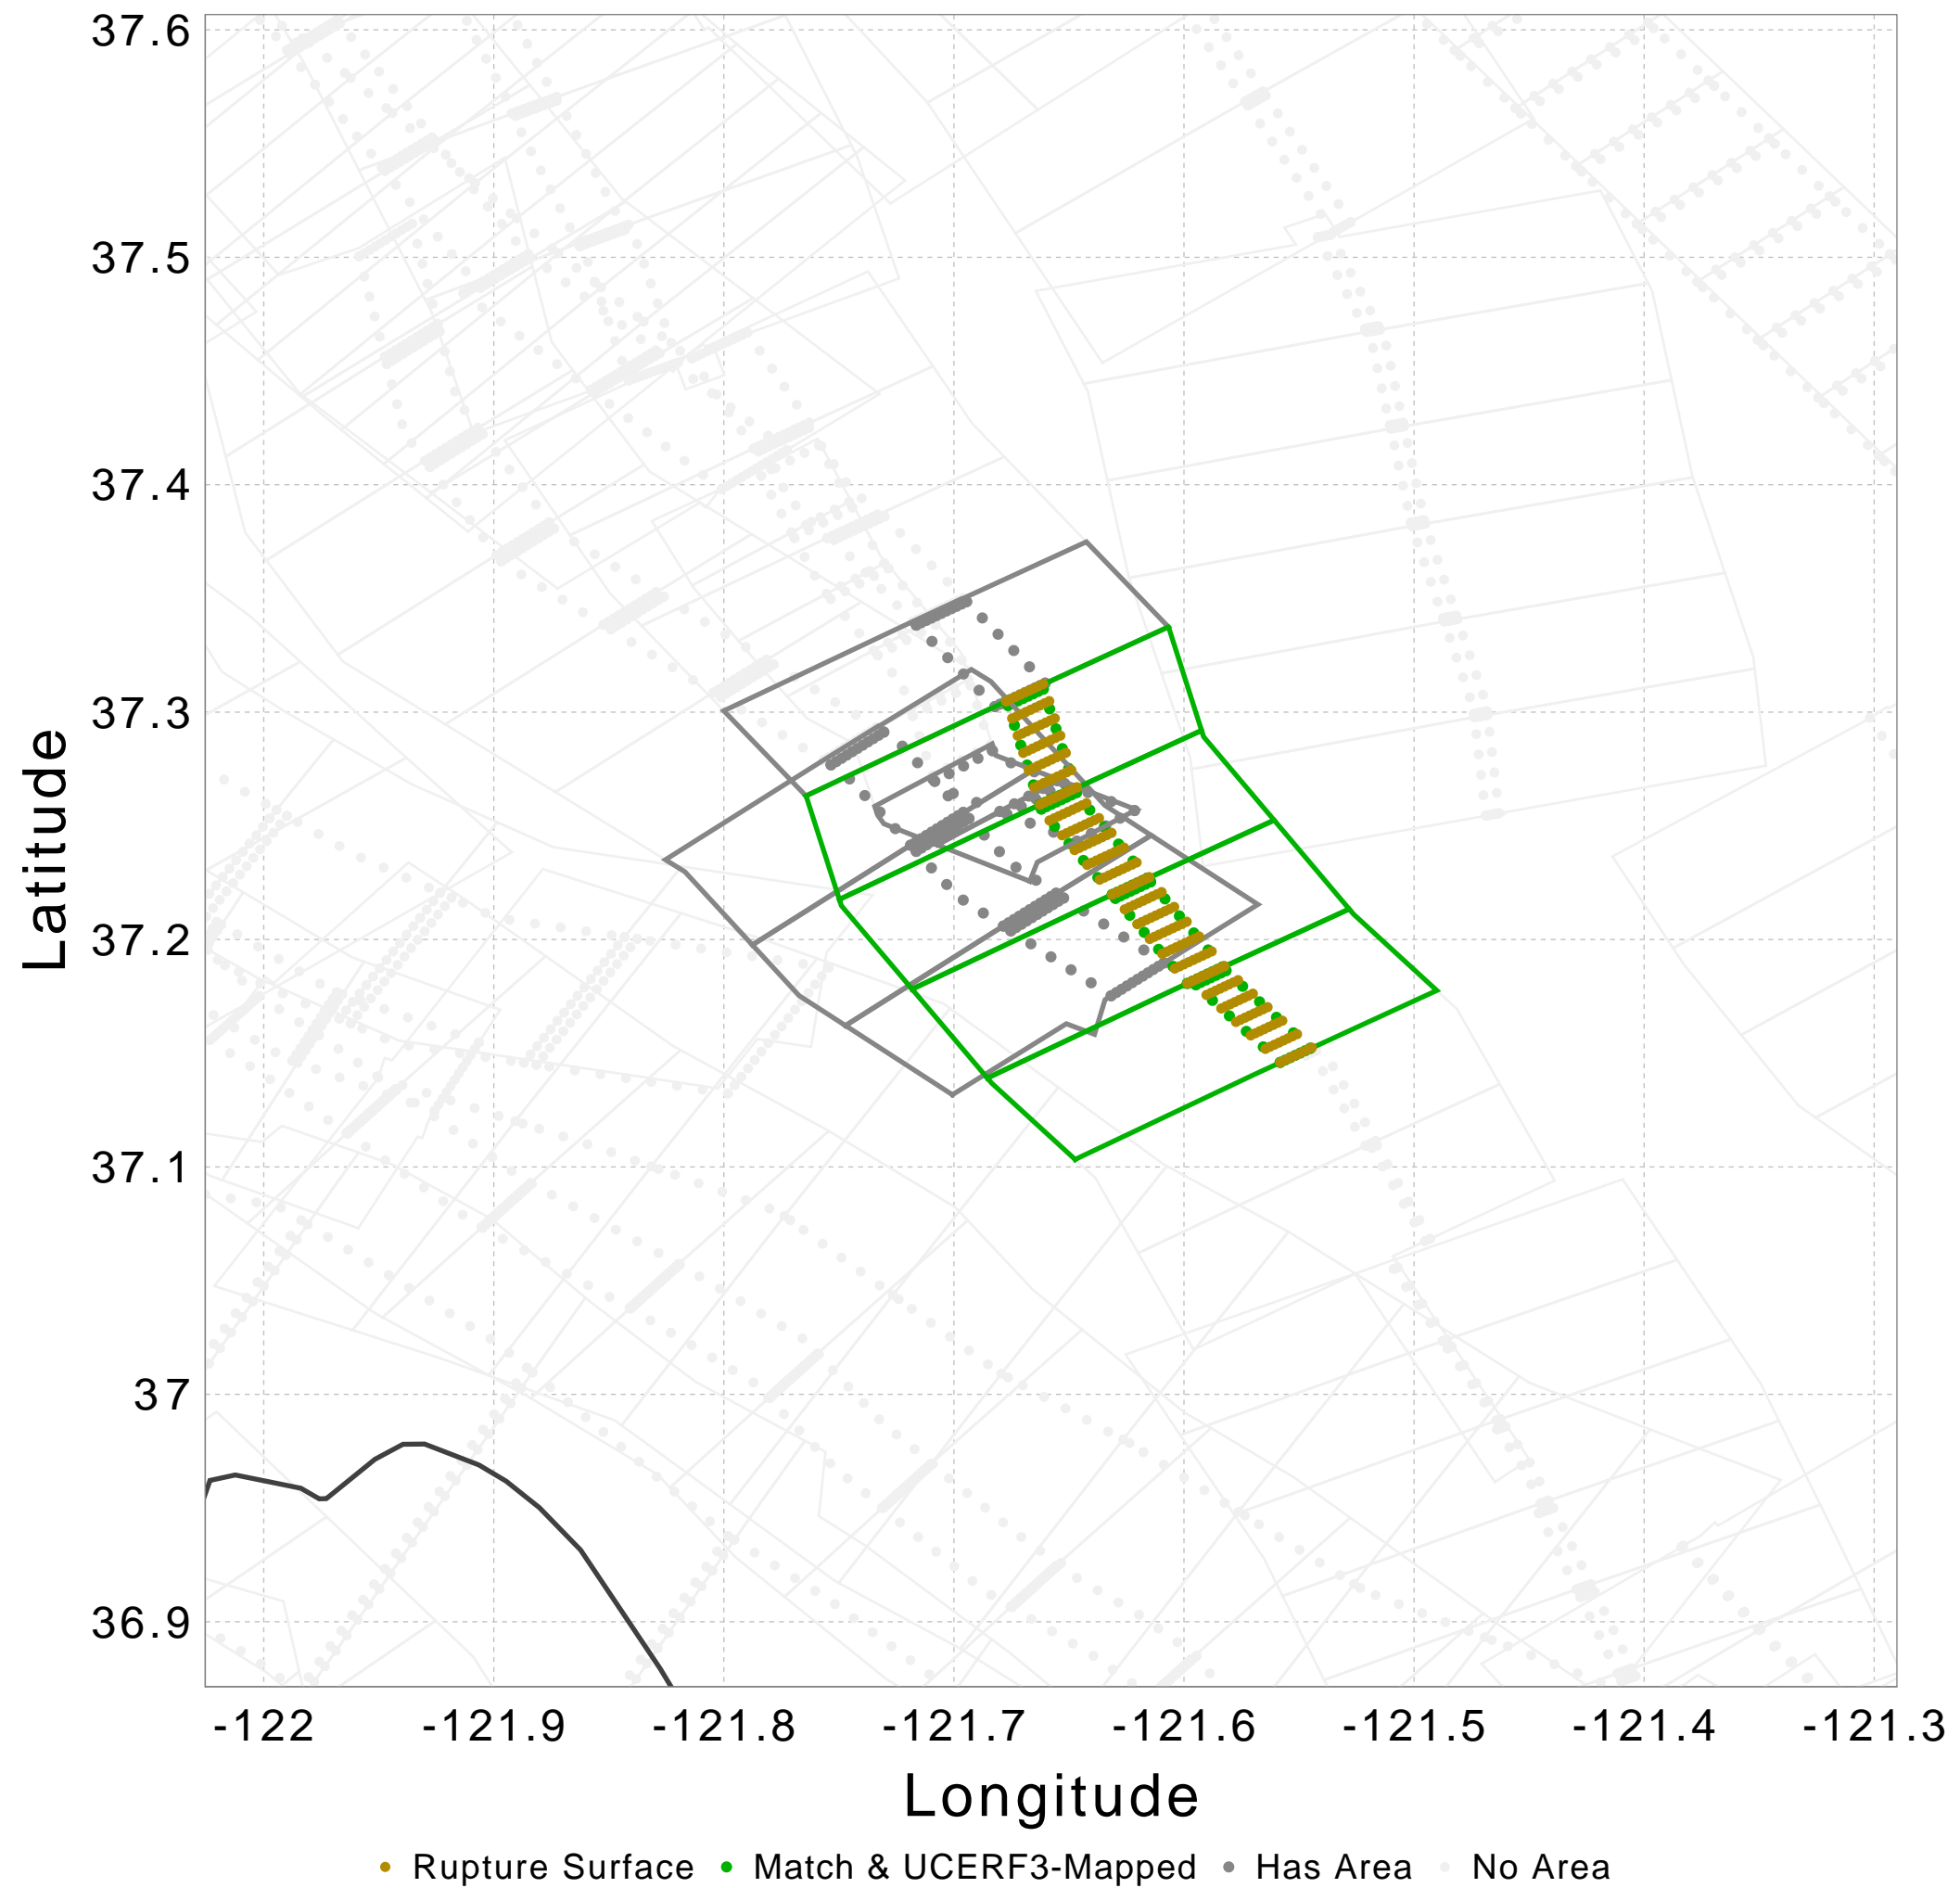 37.6
37.5
37.4
37.3
37.2
37.1
37
36.9
Latitude
-122 -121.9 -121.8 -121.7 -121.6 -121.5 -121.4 -121.3
Longitude
Rupture Surface Match & UCERF3-Mapped Has Area No Area